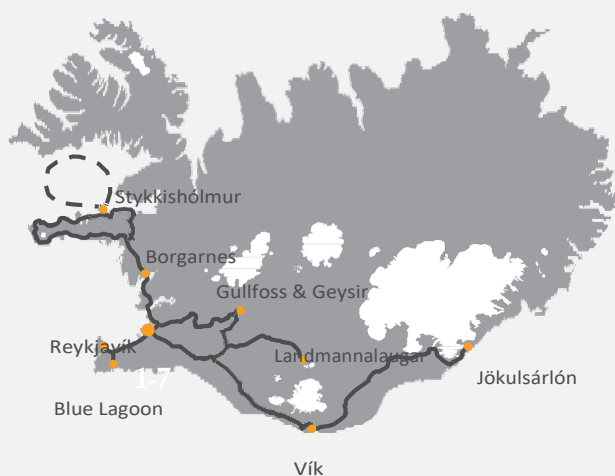 Stykkishólmur
Borgarnes
Gullfoss & Geysir
Reykjavík
Landmannalaugar
1-7
Jökulsárlón
Blue Lagoon
Vík